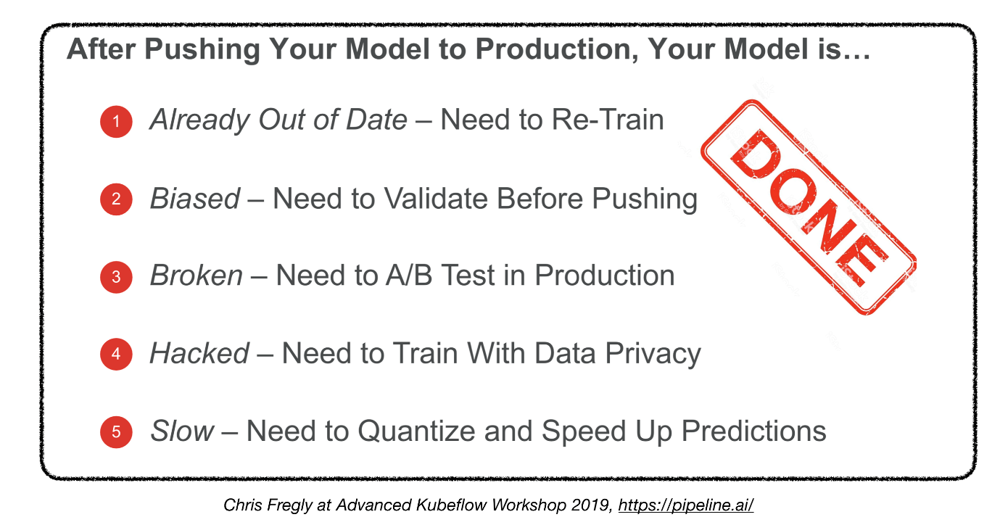 After Pushing Your Model to Production, Your Model is…
1 Already Out of Date – Need to Re-Train
2 Biased – Need to Validate Before Pushing
3 Broken – Need to A/B Test in Production
4 Hacked – Need to Train With Data Privacy
5 Slow – Need to Quantize and Speed Up Predictions
DONE
Chris Fregly at Advanced Kubeflow Workshop 2019, https://pipeline.ai/